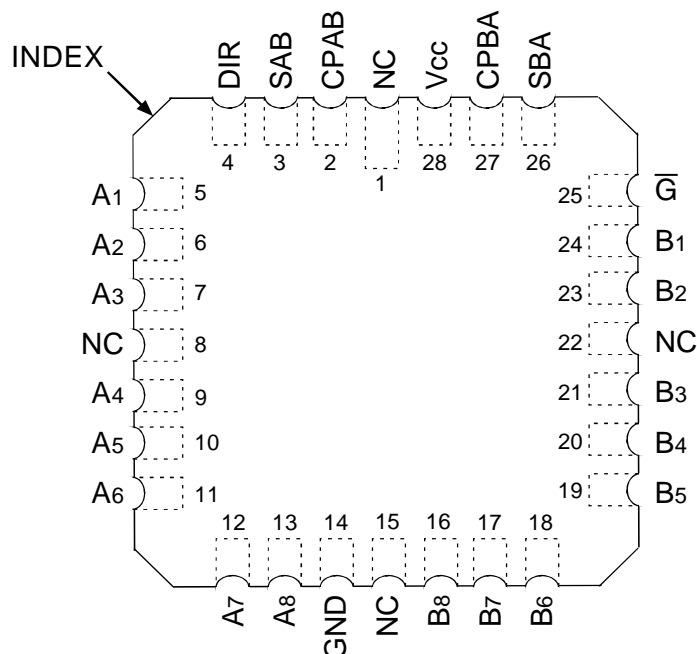 INDEX
DIR SAB CPAB NC Vcc CPBA SBA
4 3 2 1 28 27 26
A1 5
A2 6
A3 7
NC 8
A4 9
A5 10
A6 11
25 G̅
24 B1
23 B2
22 NC
21 B3
20 B4
19 B5
12 13 14 15 16 17 18
A7 A8 GND NC B8 B7 B6